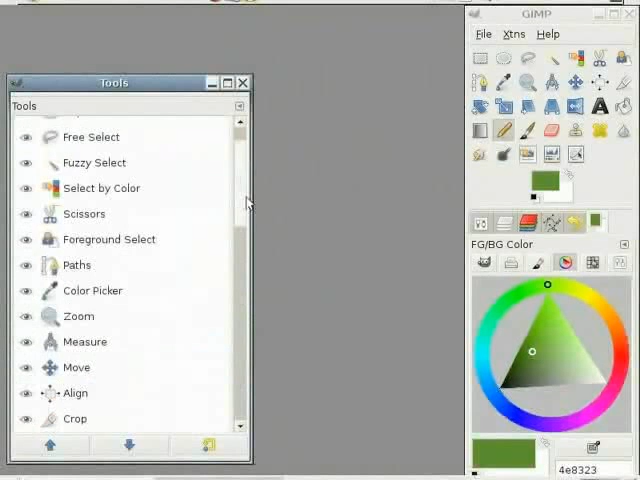 GIMP
File Xtns Help
Tools
Tools
Free Select
Fuzzy Select
Select by Color
Scissors
Foreground Select
Paths
Color Picker
Zoom
Measure
Move
Align
Crop
FG/BG Color
4e8323